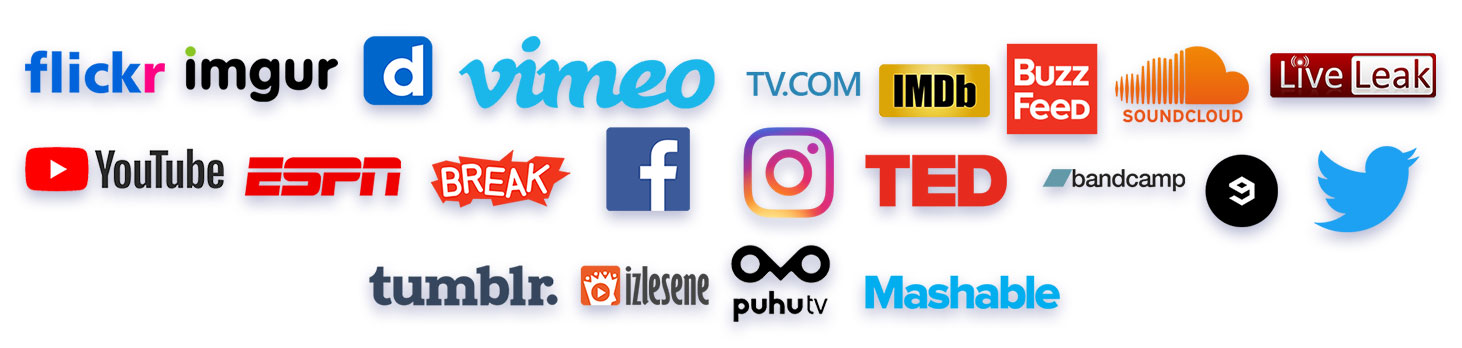 flickr imgur d vimeo TV.COM IMDb Buzz SOUNDCLOUD Live Leak
FeeD
YouTube ESPN BREAK f TED bandcamp 9
tumblr. izlesene puhutv Mashable